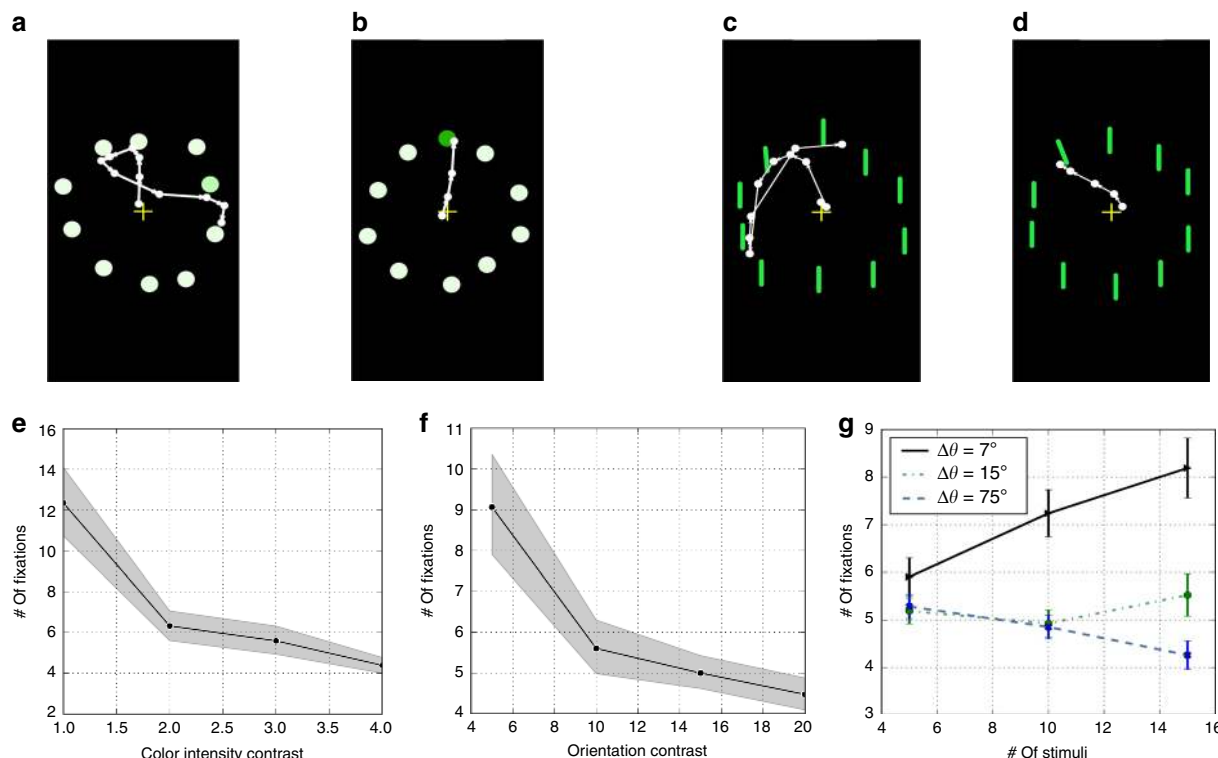 a
b
c
d
e
16
14
12
10
8
6
4
2
1.0 1.5 2.0 2.5 3.0 3.5 4.0
# Of fixations
Color intensity contrast
f
11
10
9
8
7
6
5
4
4 6 8 10 12 14 16 18 20
# Of fixations
Orientation contrast
g
9
8
7
6
5
4
3
4 6 8 10 12 14 16
Δθ = 7°
Δθ = 15°
Δθ = 75°
# Of fixations
# Of stimuli